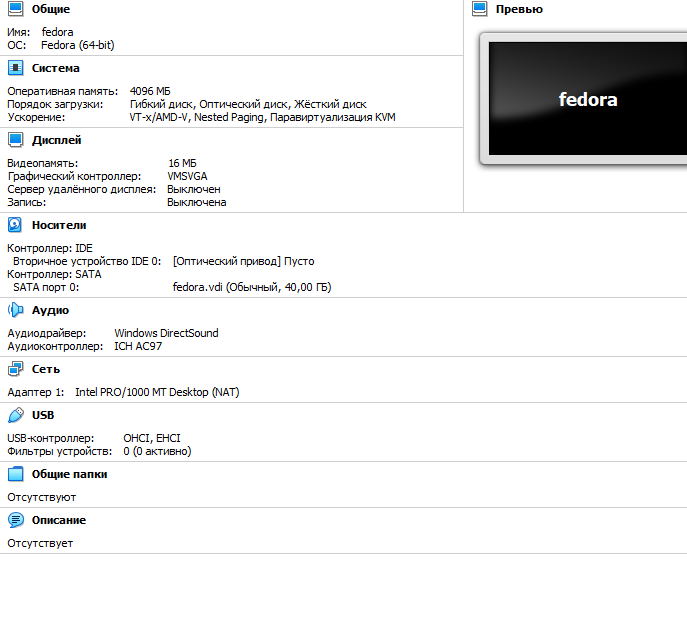 Общие
Имя: fedora
ОС: Fedora (64-bit)
Система
Оперативная память: 4096 МБ
Порядок загрузки: Гибкий диск, Оптический диск, Жёсткий диск
Ускорение: VT-x/AMD-V, Nested Paging, Паравиртуализация KVM
Дисплей
Видеопамять: 16 МБ
Графический контроллер: VMSVGA
Сервер удалённого дисплея: Выключен
Запись: Выключена
Превью
fedora
Носители
Контроллер: IDE
Вторичное устройство IDE 0: [Оптический привод] Пусто
Контроллер: SATA
SATA порт 0: fedora.vdi (Обычный, 40,00 ГБ)
Аудио
Аудиодрайвер: Windows DirectSound
Аудиоконтроллер: ICH AC97
Сеть
Адаптер 1: Intel PRO/1000 MT Desktop (NAT)
USB
USB-контроллер: OHCI, EHCI
Фильтры устройств: 0 (0 активно)
Общие папки
Отсутствуют
Описание
Отсутствует